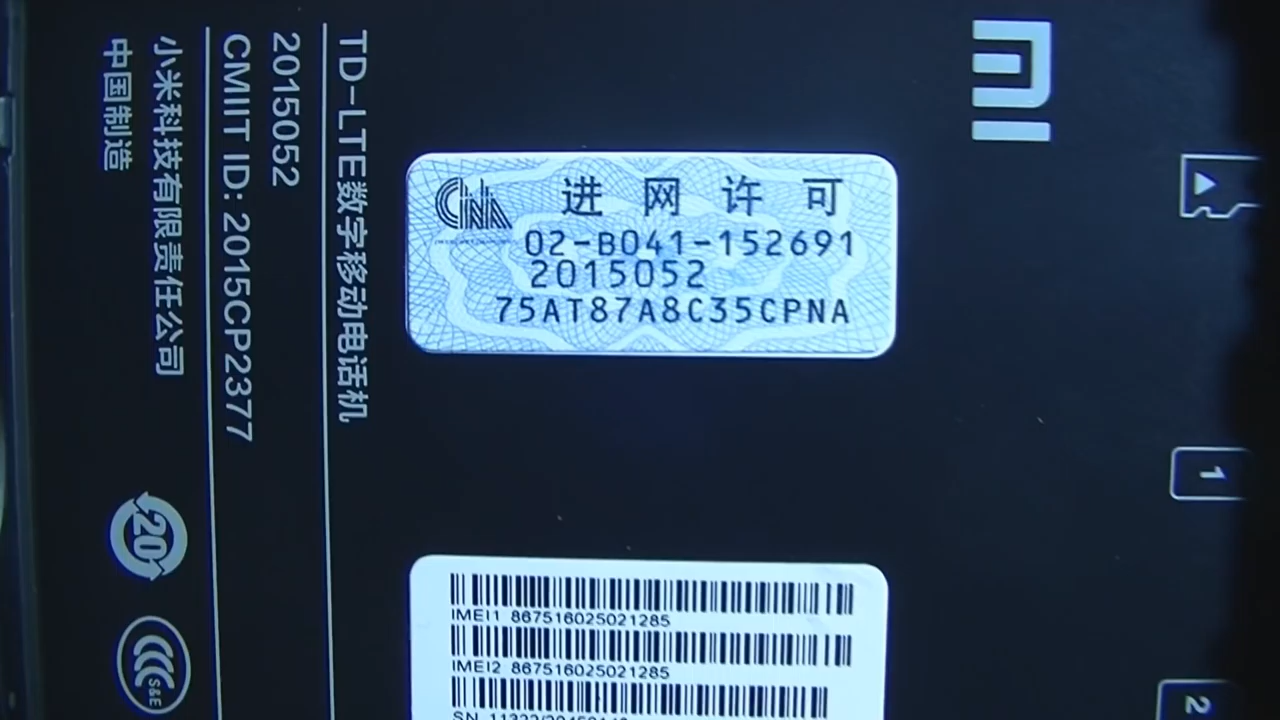 TD-LTE数字移动电话机
2015052
CMIIT ID: 2015CP2377
小米科技有限责任公司
中国制造
20
S&E
MI
进网许可
02-B041-152691
2015052
75AT87A8C35CPNA
1
2
IMEI1 867516025021285
IMEI2 867516025021285
SN